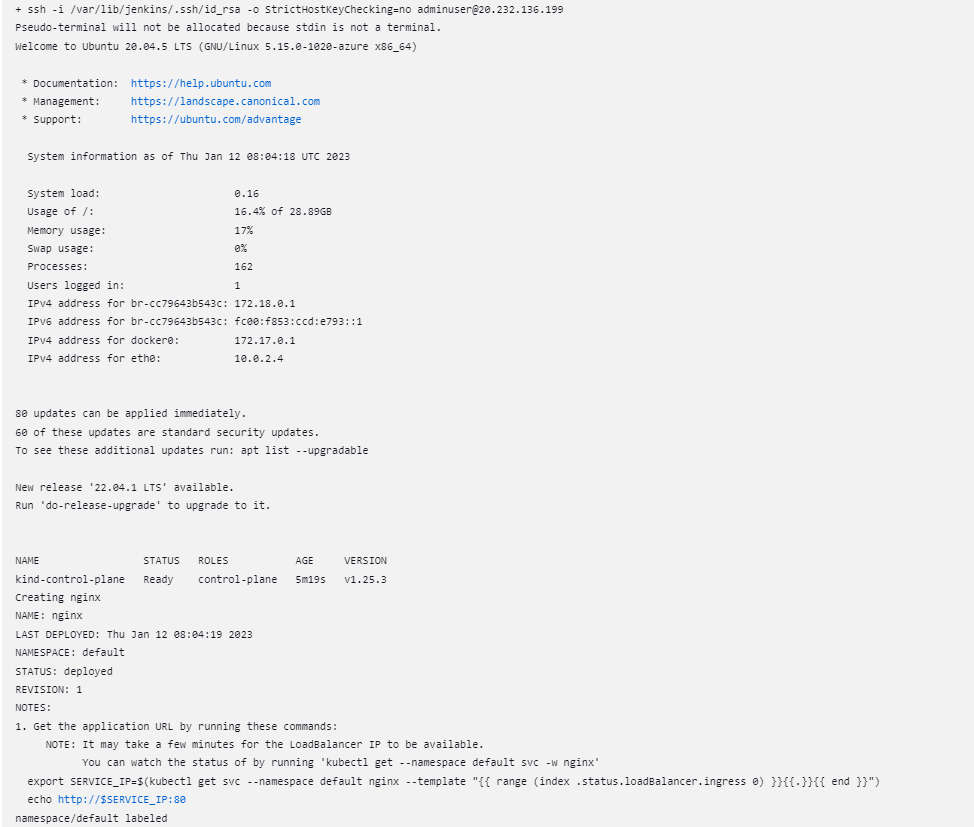 + ssh -i /var/lib/jenkins/.ssh/id_rsa -o StrictHostKeyChecking=no adminuser@20.232.136.199
Pseudo-terminal will not be allocated because stdin is not a terminal.
Welcome to Ubuntu 20.04.5 LTS (GNU/Linux 5.15.0-1020-azure x86_64)
* Documentation:  https://help.ubuntu.com
* Management:     https://landscape.canonical.com
* Support:        https://ubuntu.com/advantage
System information as of Thu Jan 12 08:04:18 UTC 2023
System load:                      0.16
Usage of /:                       16.4% of 28.89GB
Memory usage:                     17%
Swap usage:                       0%
Processes:                        162
Users logged in:                  1
IPv4 address for br-cc79643b543c: 172.18.0.1
IPv6 address for br-cc79643b543c: fc00:f853:ccd:e793::1
IPv4 address for docker0:         172.17.0.1
IPv4 address for eth0:            10.0.2.4
80 updates can be applied immediately.
60 of these updates are standard security updates.
To see these additional updates run: apt list --upgradable
New release '22.04.1 LTS' available.
Run 'do-release-upgrade' to upgrade to it.
NAME                 STATUS   ROLES           AGE     VERSION
kind-control-plane   Ready    control-plane   5m19s   v1.25.3
Creating nginx
NAME: nginx
LAST DEPLOYED: Thu Jan 12 08:04:19 2023
NAMESPACE: default
STATUS: deployed
REVISION: 1
NOTES:
1. Get the application URL by running these commands:
NOTE: It may take a few minutes for the LoadBalancer IP to be available.
You can watch the status of by running 'kubectl get --namespace default svc -w nginx'
export SERVICE_IP=$(kubectl get svc --namespace default nginx --template "{{ range (index .status.loadBalancer.ingress 0) }}{{.}}{{ end }}")
echo http://$SERVICE_IP:80
namespace/default labeled